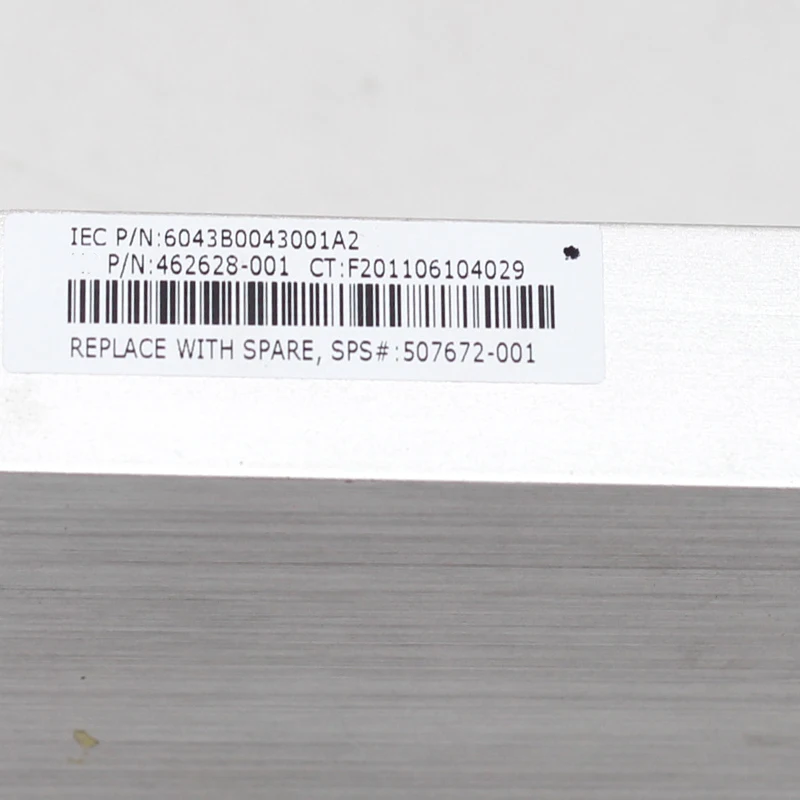 IEC P/N:6043B0043001A2
P/N:462628-001 CT:F201106104029
REPLACE WITH SPARE, SPS#:507672-001